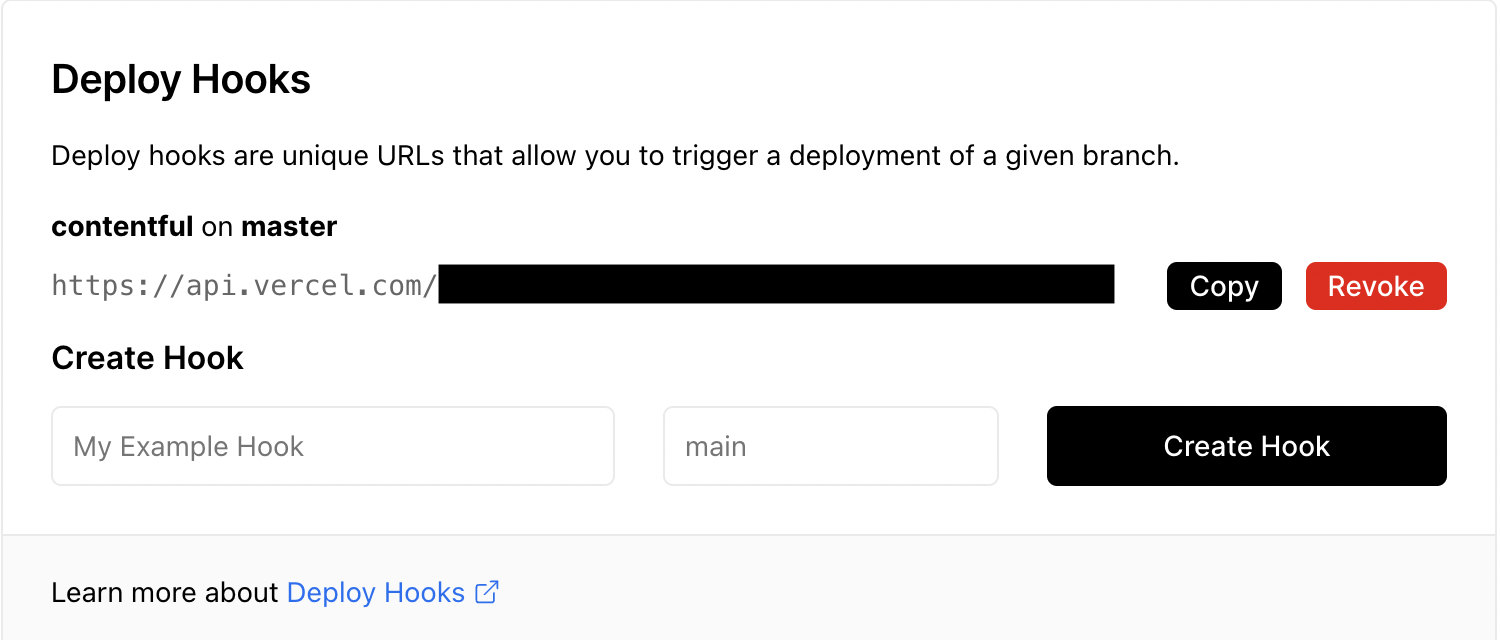 Deploy Hooks
Deploy hooks are unique URLs that allow you to trigger a deployment of a given branch.
contentful on master
https://api.vercel.com/ Copy Revoke
Create Hook
My Example Hook main Create Hook
Learn more about Deploy Hooks